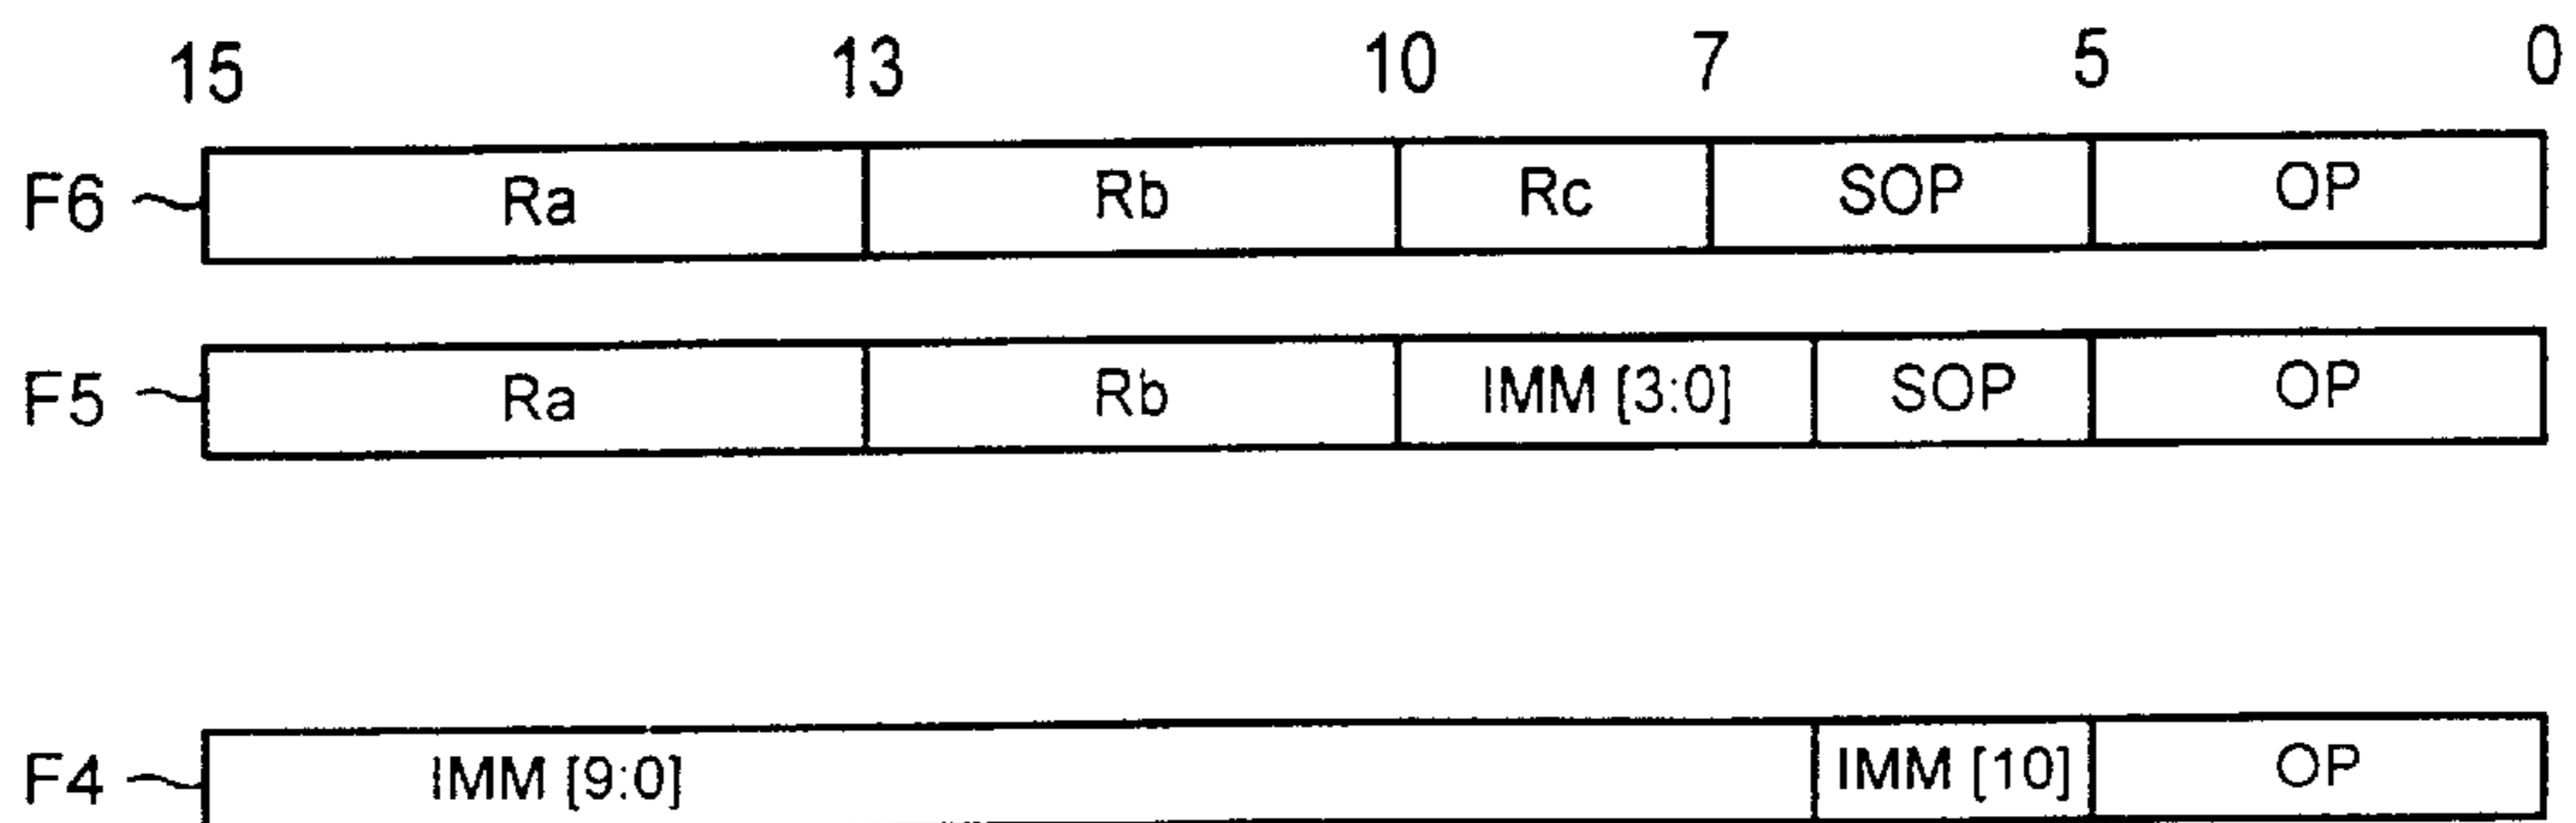 15 13 10 7 5 0
F6 Ra Rb Rc SOP OP
F5 Ra Rb IMM [3:0] SOP OP
F4 IMM [9:0] IMM [10] OP